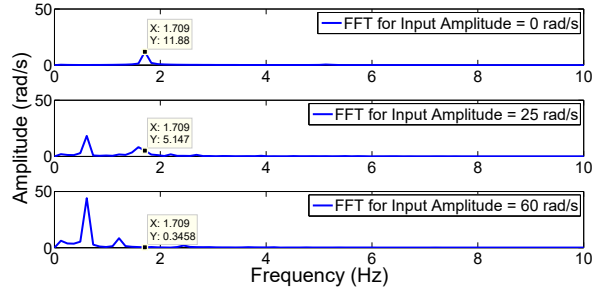 50
FFT for Input Amplitude = 0 rad/s
X: 1.709
Y: 11.88
0
0 2 4 6 8 10
50
FFT for Input Amplitude = 25 rad/s
X: 1.709
Y: 5.147
0
0 2 4 6 8 10
50
FFT for Input Amplitude = 60 rad/s
X: 1.709
Y: 0.3458
0
0 2 4 6 8 10
Amplitude (rad/s)
Frequency (Hz)